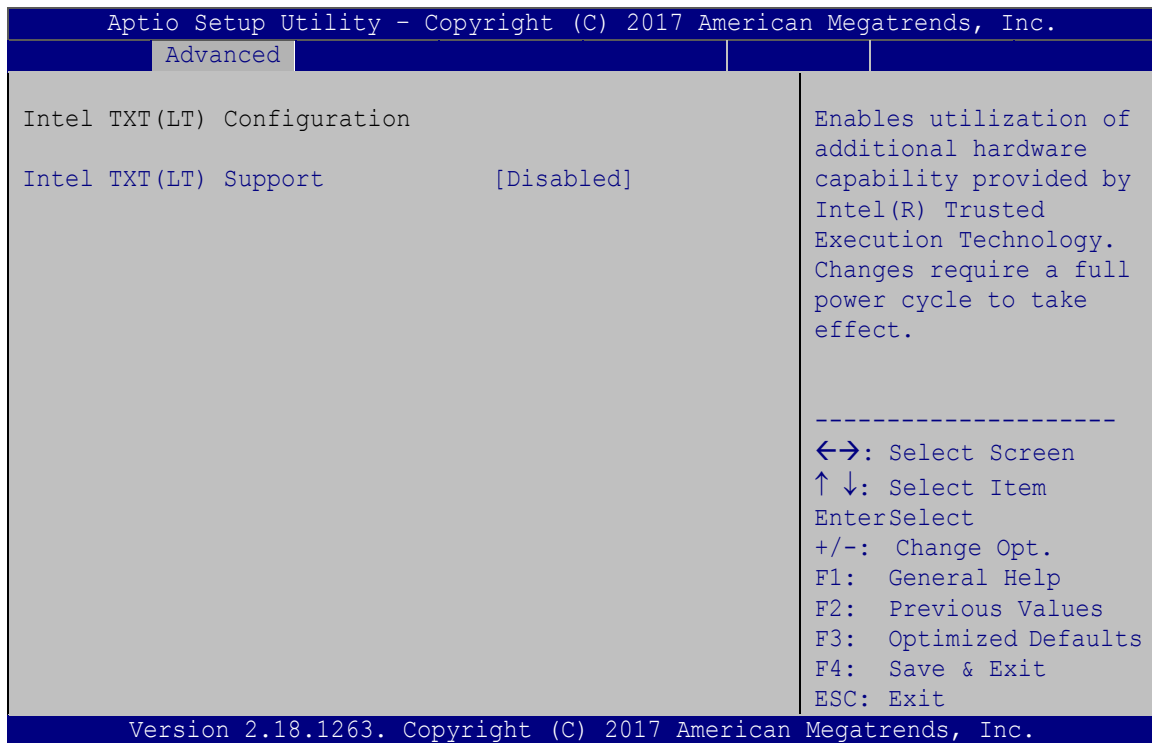 Aptio Setup Utility – Copyright (C) 2017 American Megatrends, Inc.
Advanced
Intel TXT(LT) Configuration
Intel TXT(LT) Support [Disabled]
Enables utilization of
additional hardware
capability provided by
Intel(R) Trusted
Execution Technology.
Changes require a full
power cycle to take
effect.
---------------------
←→: Select Screen
↑ ↓: Select Item
EnterSelect
+/-: Change Opt.
F1: General Help
F2: Previous Values
F3: Optimized Defaults
F4: Save & Exit
ESC: Exit
Version 2.18.1263. Copyright (C) 2017 American Megatrends, Inc.